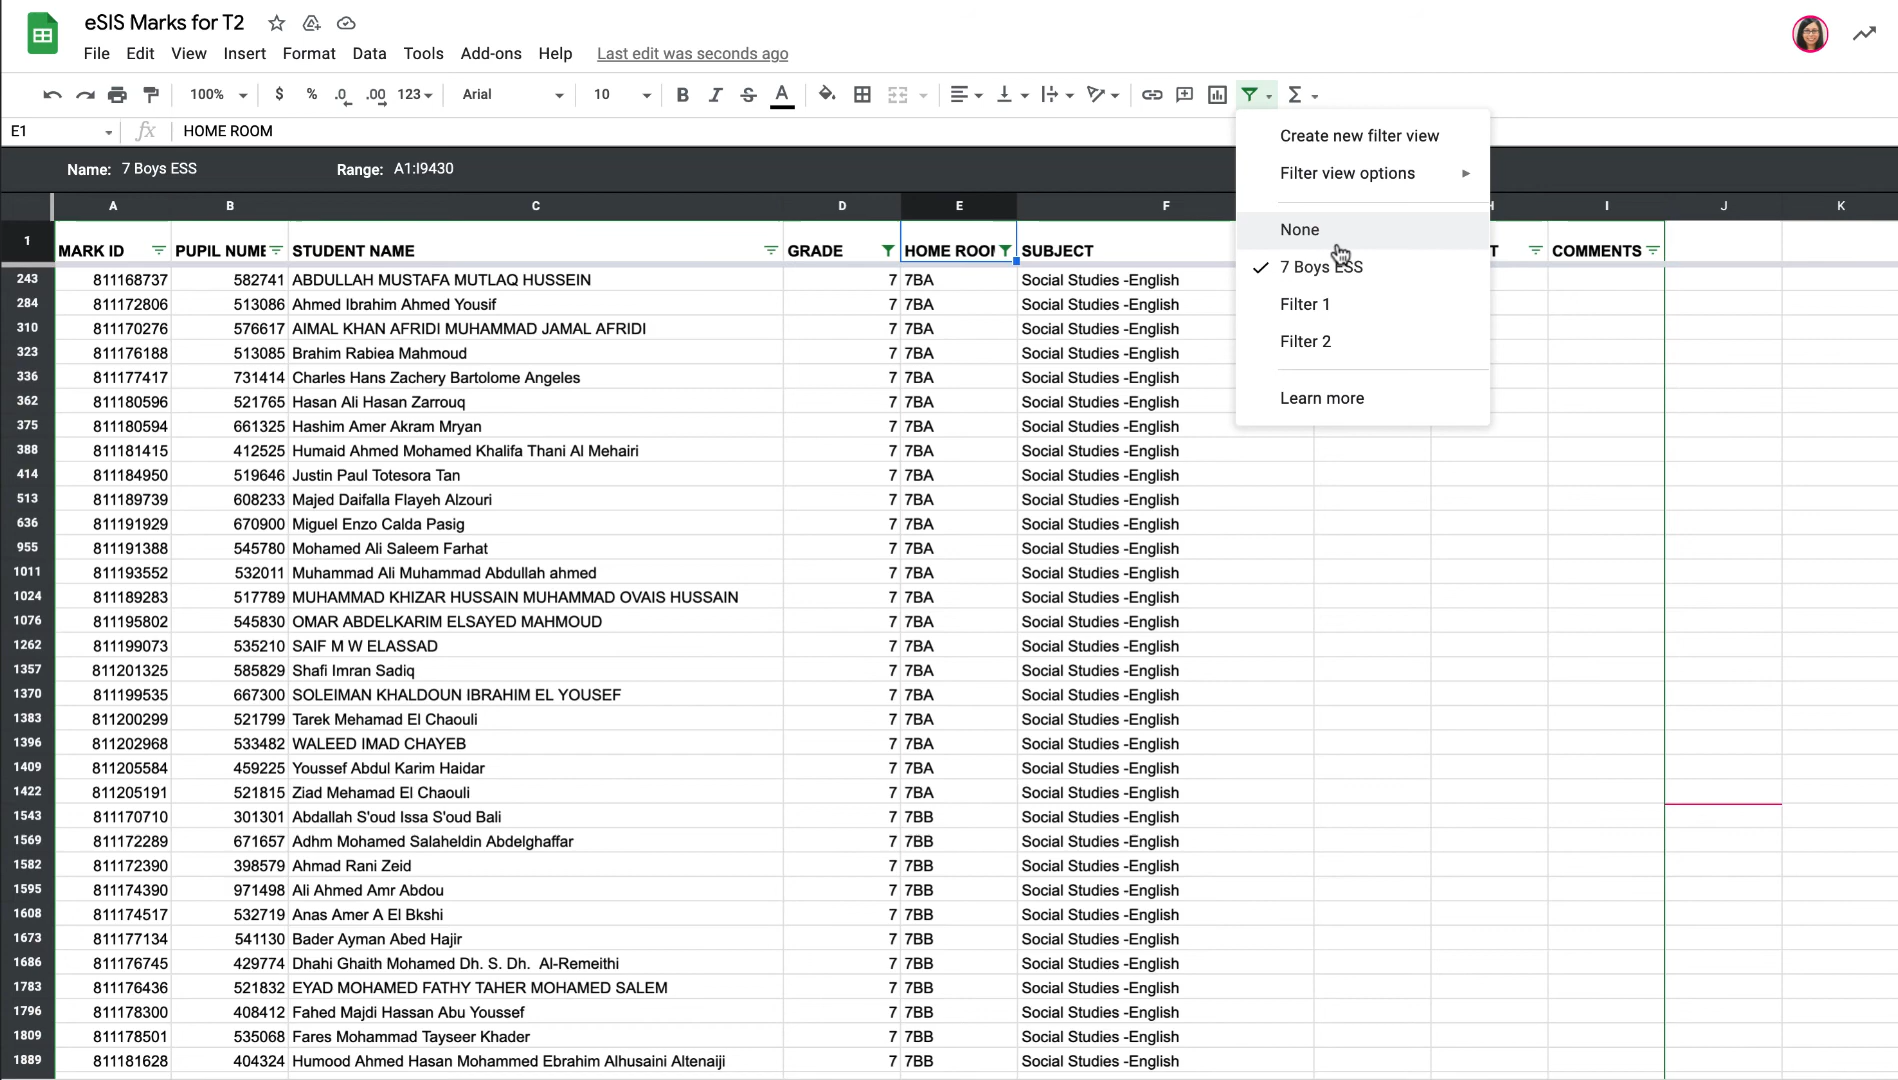 eSIS Marks for T2
File Edit View Insert Format Data Tools Add-ons Help Last edit was seconds ago
100% $ % .0 .00 123 Arial 10 B I S A Σ
E1 fx HOME ROOM
Name: 7 Boys ESS Range: A1:I9430
A B C D E F H I J K
1 MARK ID PUPIL NUME STUDENT NAME GRADE HOME ROOM SUBJECT T COMMENTS
243 811168737 582741 ABDULLAH MUSTAFA MUTLAQ HUSSEIN 7 7BA Social Studies -English
284 811172806 513086 Ahmed Ibrahim Ahmed Yousif 7 7BA Social Studies -English
310 811170276 576617 AIMAL KHAN AFRIDI MUHAMMAD JAMAL AFRIDI 7 7BA Social Studies -English
323 811176188 513085 Brahim Rabiea Mahmoud 7 7BA Social Studies -English
336 811177417 731414 Charles Hans Zachery Bartolome Angeles 7 7BA Social Studies -English
362 811180596 521765 Hasan Ali Hasan Zarrouq 7 7BA Social Studies -English
375 811180594 661325 Hashim Amer Akram Mryan 7 7BA Social Studies -English
388 811181415 412525 Humaid Ahmed Mohamed Khalifa Thani Al Mehairi 7 7BA Social Studies -English
414 811184950 519646 Justin Paul Totesora Tan 7 7BA Social Studies -English
513 811189739 608233 Majed Daifalla Flayeh Alzouri 7 7BA Social Studies -English
636 811191929 670900 Miguel Enzo Calda Pasig 7 7BA Social Studies -English
955 811191388 545780 Mohamed Ali Saleem Farhat 7 7BA Social Studies -English
1011 811193552 532011 Muhammad Ali Muhammad Abdullah ahmed 7 7BA Social Studies -English
1024 811189283 517789 MUHAMMAD KHIZAR HUSSAIN MUHAMMAD OVAIS HUSSAIN 7 7BA Social Studies -English
1076 811195802 545830 OMAR ABDELKARIM ELSAYED MAHMOUD 7 7BA Social Studies -English
1262 811199073 535210 SAIF M W ELASSAD 7 7BA Social Studies -English
1357 811201325 585829 Shafi Imran Sadiq 7 7BA Social Studies -English
1370 811199535 667300 SOLEIMAN KHALDOUN IBRAHIM EL YOUSEF 7 7BA Social Studies -English
1383 811200299 521799 Tarek Mehamad El Chaouli 7 7BA Social Studies -English
1396 811202968 533482 WALEED IMAD CHAYEB 7 7BA Social Studies -English
1409 811205584 459225 Youssef Abdul Karim Haidar 7 7BA Social Studies -English
1422 811205191 521815 Ziad Mehamad El Chaouli 7 7BA Social Studies -English
1543 811170710 301301 Abdallah S'oud Issa S'oud Bali 7 7BB Social Studies -English
1569 811172289 671657 Adhm Mohamed Salaheldin Abdelghaffar 7 7BB Social Studies -English
1582 811172390 398579 Ahmad Rani Zeid 7 7BB Social Studies -English
1595 811174390 971498 Ali Ahmed Amr Abdou 7 7BB Social Studies -English
1608 811174517 532719 Anas Amer A El Bkshi 7 7BB Social Studies -English
1673 811177134 541130 Bader Ayman Abed Hajir 7 7BB Social Studies -English
1686 811176745 429774 Dhahi Ghaith Mohamed Dh. S. Dh. Al-Remeithi 7 7BB Social Studies -English
1783 811176436 521832 EYAD MOHAMED FATHY TAHER MOHAMED SALEM 7 7BB Social Studies -English
1796 811178300 408412 Fahed Majdi Hassan Abu Youssef 7 7BB Social Studies -English
1809 811178501 535068 Fares Mohammad Tayseer Khader 7 7BB Social Studies -English
1889 811181628 404324 Humood Ahmed Hasan Mohammed Ebrahim Alhusaini Altenaiji 7 7BB Social Studies -English
Create new filter view
Filter view options
None
7 Boys ESS
Filter 1
Filter 2
Learn more